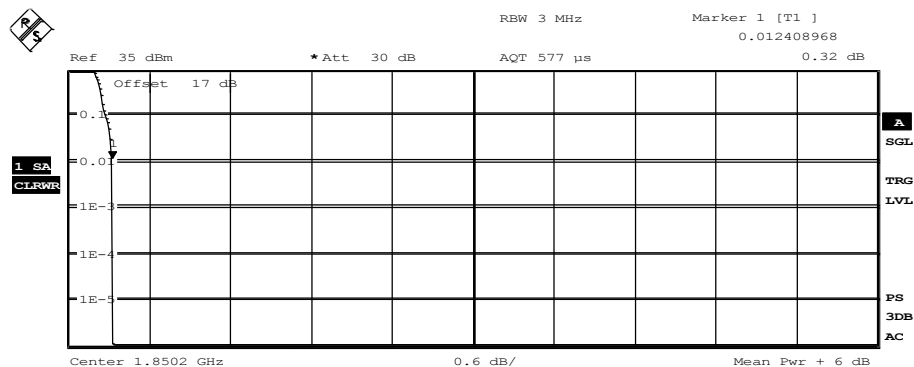 R S
RBW 3 MHz Marker 1 [T1 ]
0.012408968
Ref 35 dBm * Att 30 dB AQT 577 µs 0.32 dB
Offset 17 dB
0.1
A
1
SGL
0.01
1 SA
CLRWR
TRG
LVL
1E-3
1E-4
1E-5
PS
3DB
AC
Center 1.8502 GHz 0.6 dB/ Mean Pwr + 6 dB